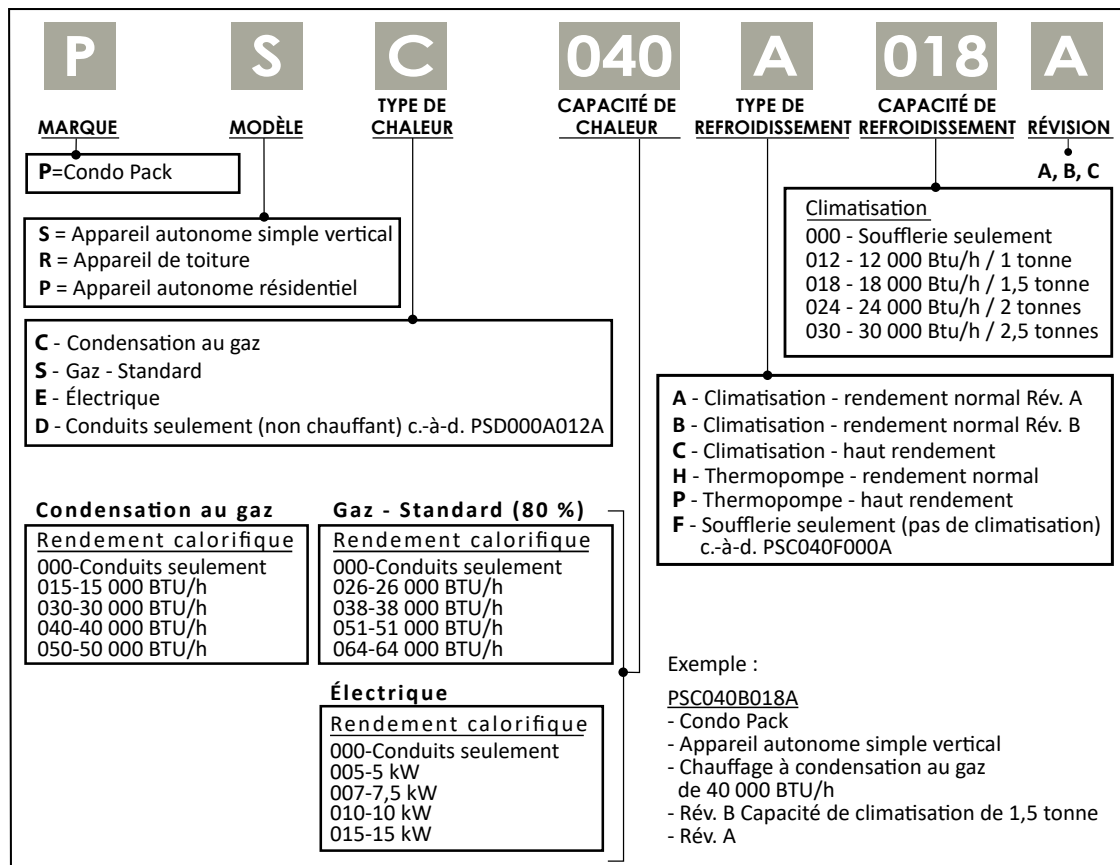 P S C 040 A 018 A
MARQUE
MODÈLE
TYPE DE
CHALEUR
CAPACITÉ DE
CHALEUR
TYPE DE
REFROIDISSEMENT
CAPACITÉ DE
REFROIDISSEMENT
RÉVISION
P=Condo Pack
A, B, C
S = Appareil autonome simple vertical
R = Appareil de toiture
P = Appareil autonome résidentiel
Climatisation
000 - Soufflerie seulement
012 - 12 000 Btu/h / 1 tonne
018 - 18 000 Btu/h / 1,5 tonne
024 - 24 000 Btu/h / 2 tonnes
030 - 30 000 Btu/h / 2,5 tonnes
C - Condensation au gaz
S - Gaz - Standard
E - Électrique
D - Conduits seulement (non chauffant) c.-à-d. PSD000A012A
A - Climatisation - rendement normal Rév. A
B - Climatisation - rendement normal Rév. B
C - Climatisation - haut rendement
H - Thermopompe - rendement normal
P - Thermopompe - haut rendement
F - Soufflerie seulement (pas de climatisation)
c.-à-d. PSC040F000A
Condensation au gaz
Rendement calorifique
000-Conduits seulement
015-15 000 BTU/h
030-30 000 BTU/h
040-40 000 BTU/h
050-50 000 BTU/h
Gaz - Standard (80 %)
Rendement calorifique
000-Conduits seulement
026-26 000 BTU/h
038-38 000 BTU/h
051-51 000 BTU/h
064-64 000 BTU/h
Électrique
Rendement calorifique
000-Conduits seulement
005-5 kW
007-7,5 kW
010-10 kW
015-15 kW
Exemple :
PSC040B018A
- Condo Pack
- Appareil autonome simple vertical
- Chauffage à condensation au gaz
de 40 000 BTU/h
- Rév. B Capacité de climatisation de 1,5 tonne
- Rév. A